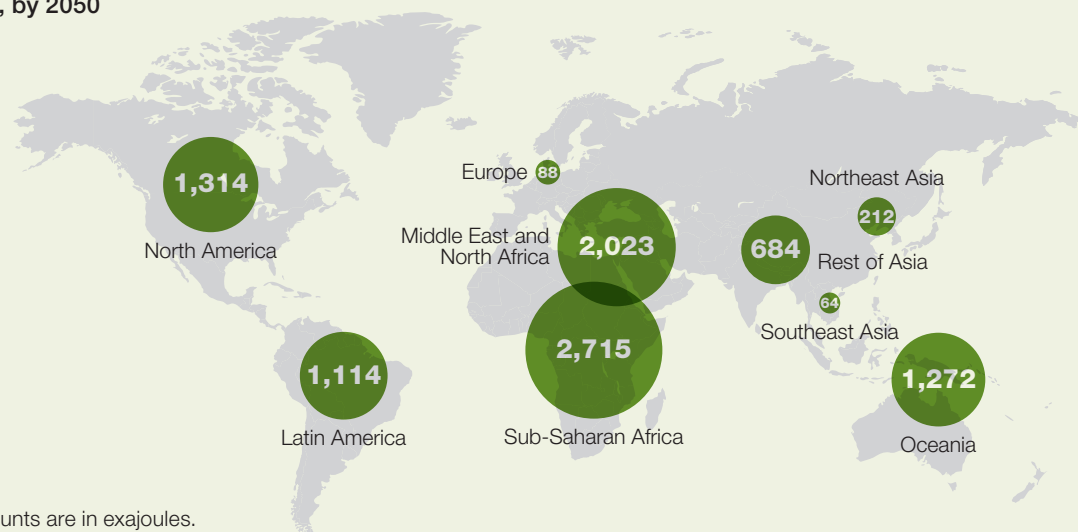 , by 2050
1,314
North America
Europe
88
Middle East and
North Africa
2,023
Northeast Asia
212
684
Rest of Asia
64
Southeast Asia
1,114
Latin America
2,715
Sub-Saharan Africa
1,272
Oceania
unts are in exajoules.